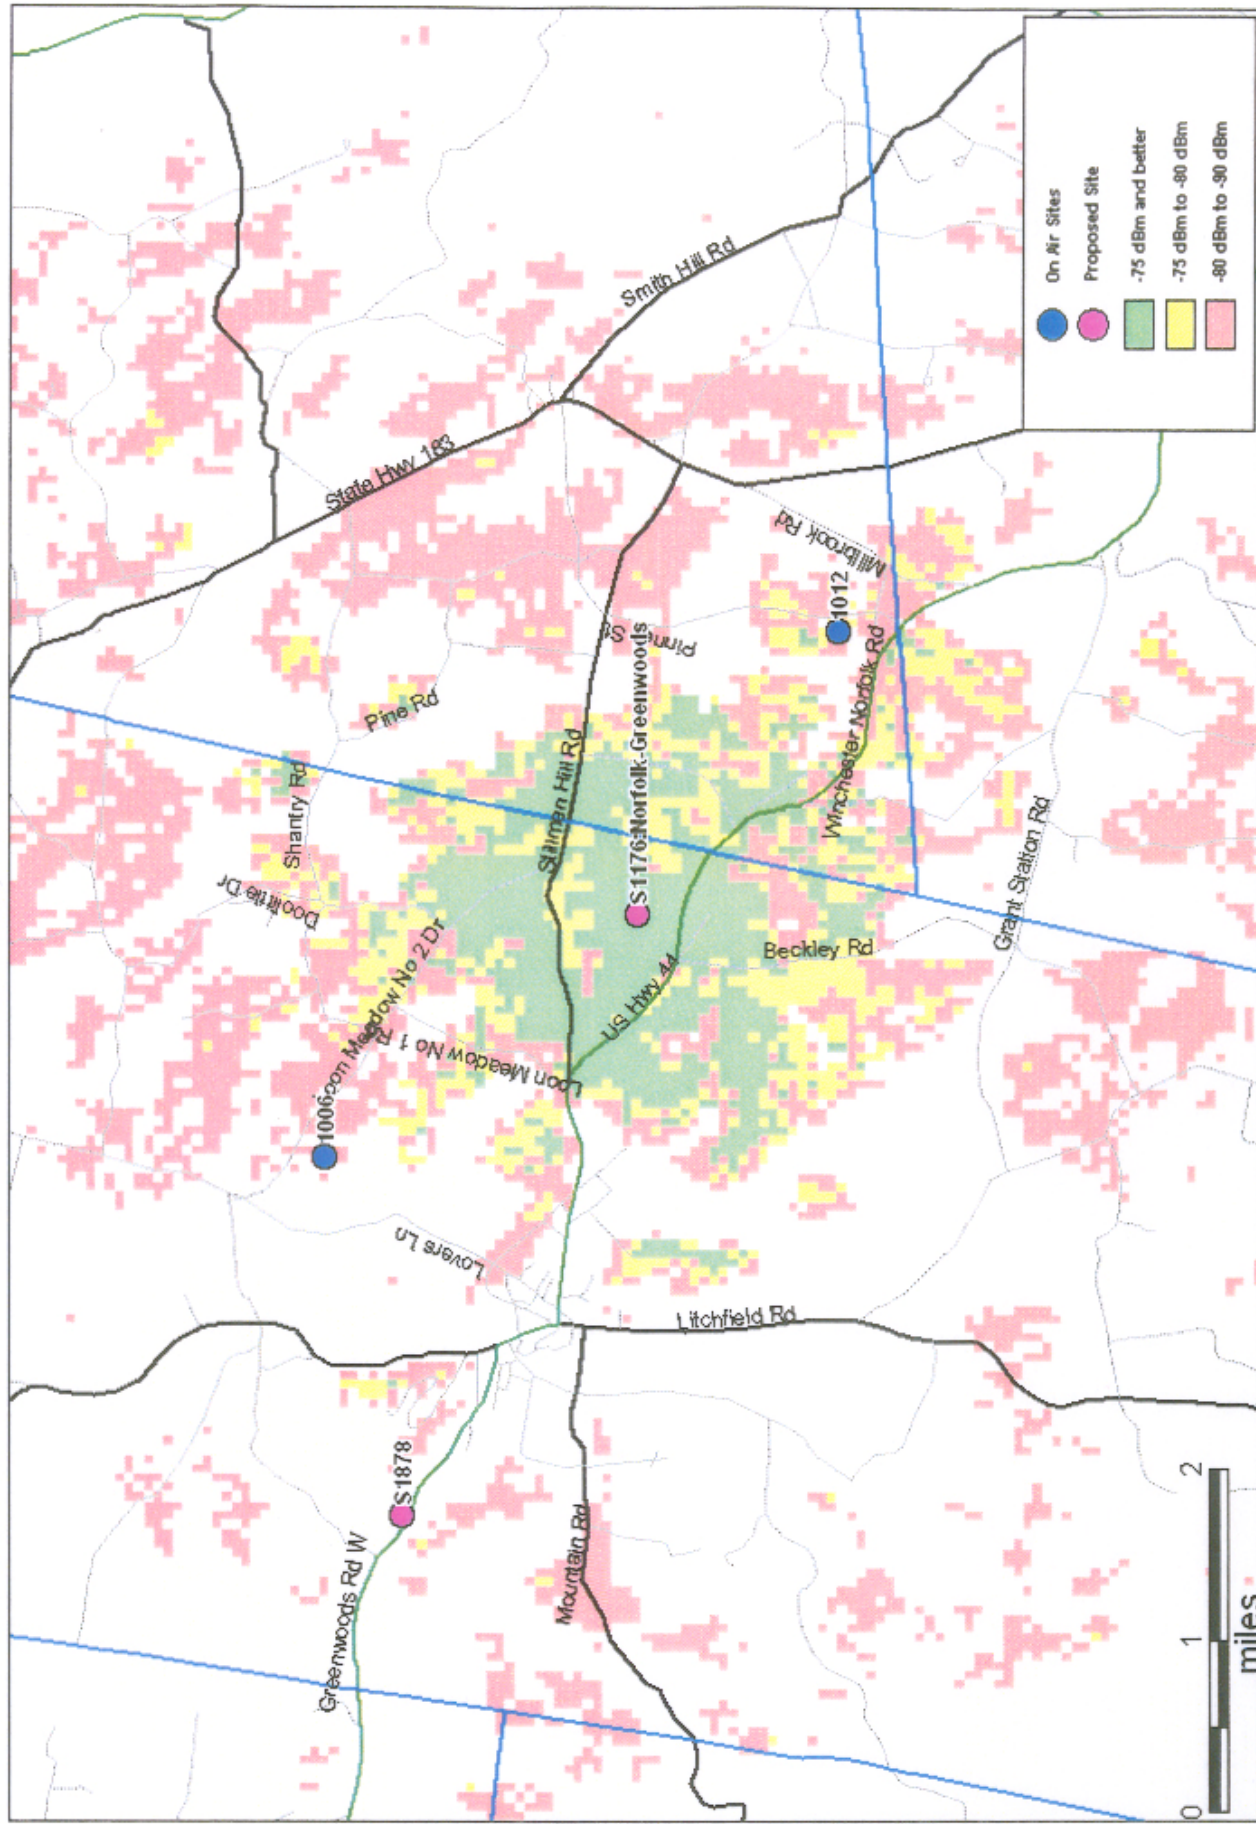 State Hwy 183
Smith Hill Rd
Pine Rd
Shantry Rd
Doolittle Dr
Stillman Hill Rd
S1176:Norfolk-Greenwoods
Millbrook Rd
1012
Winchester Norfolk Rd
Loon Meadow No 2 Dr
Loon Meadow No 1 Rd
1006
US Hwy 44
Beckley Rd
Grant Statton Rd
Lovers Ln
Litchfield Rd
S1878
Greenwoods Rd W
Mountain Rd
On Air Sites
Proposed Site
-75 dBm and better
-75 dBm to -80 dBm
-80 dBm to -90 dBm
0 1 2
miles